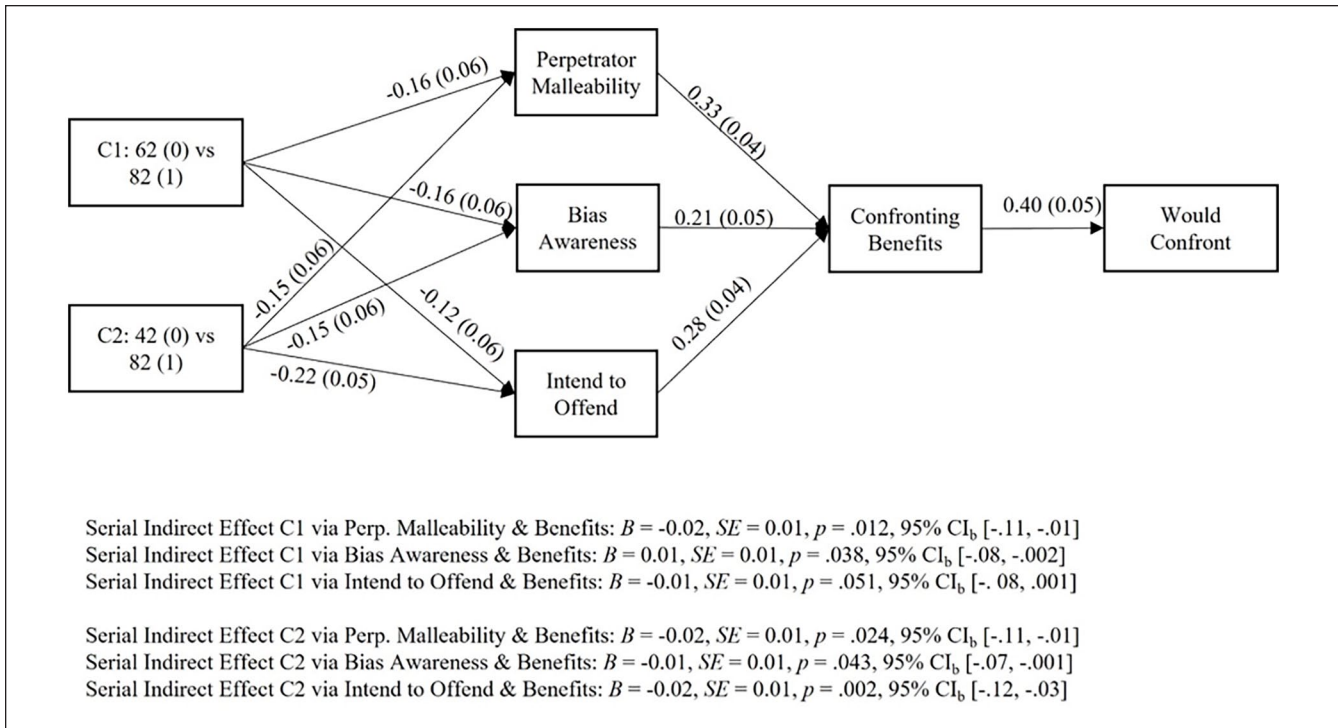 Perpetrator
Malleability
-0.16 (0.06)
0.33 (0.04)
C1: 62 (0) vs
82 (1)
-0.16 (0.06)
Bias
Awareness
0.21 (0.05)
Confronting
Benefits
0.40 (0.05)
Would
Confront
-0.15 (0.06)
-0.15 (0.06)
-0.12 (0.06)
0.28 (0.04)
C2: 42 (0) vs
82 (1)
-0.22 (0.05)
Intend to
Offend
Serial Indirect Effect C1 via Perp. Malleability & Benefits: B = -0.02, SE = 0.01, p = .012, 95% CIb [-.11, -.01]
Serial Indirect Effect C1 via Bias Awareness & Benefits: B = 0.01, SE = 0.01, p = .038, 95% CIb [-.08, -.002]
Serial Indirect Effect C1 via Intend to Offend & Benefits: B = -0.01, SE = 0.01, p = .051, 95% CIb [-. 08, .001]
Serial Indirect Effect C2 via Perp. Malleability & Benefits: B = -0.02, SE = 0.01, p = .024, 95% CIb [-.11, -.01]
Serial Indirect Effect C2 via Bias Awareness & Benefits: B = -0.01, SE = 0.01, p = .043, 95% CIb [-.07, -.001]
Serial Indirect Effect C2 via Intend to Offend & Benefits: B = -0.02, SE = 0.01, p = .002, 95% CIb [-.12, -.03]